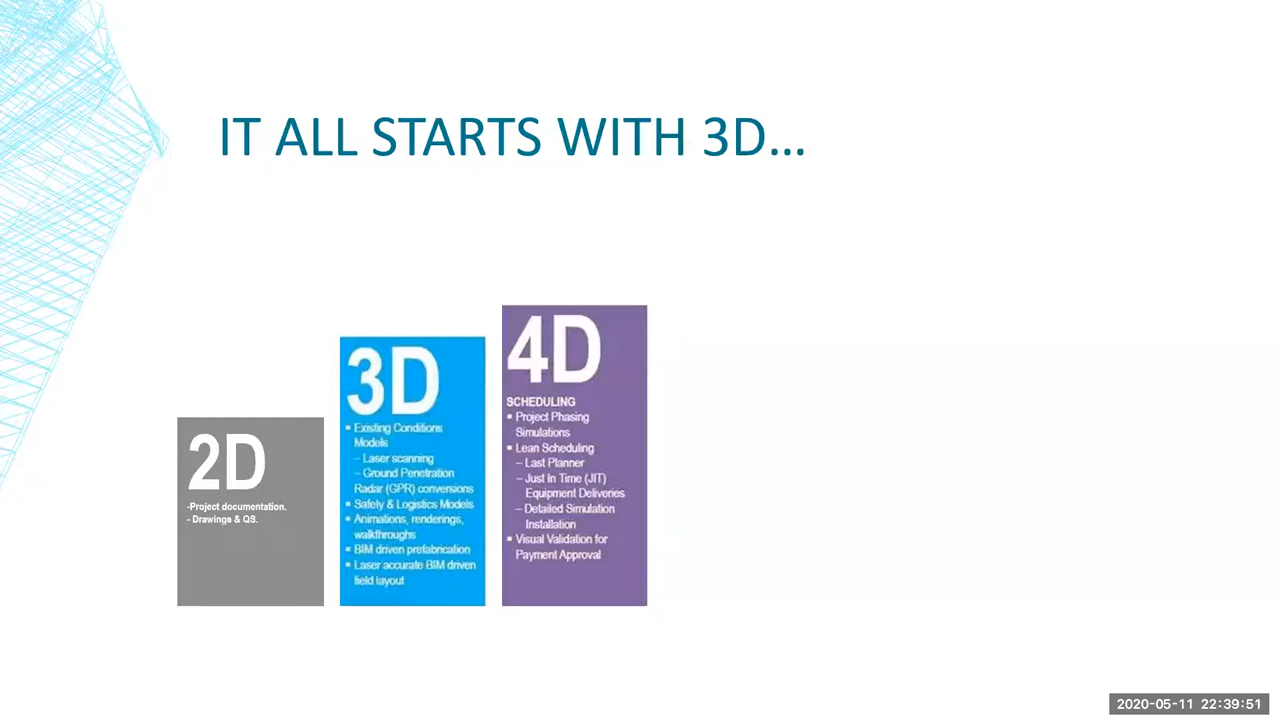 IT ALL STARTS WITH 3D...
2D
-Project documentation.
- Drawings & QS.
3D
▪ Existing Conditions
Models
– Laser scanning
– Ground Penetration
Radar (GPR) conversions
▪ Safety & Logistics Models
▪ Animations, renderings,
walkthroughs
▪ BIM driven prefabrication
▪ Laser accurate BIM driven
field layout
4D
SCHEDULING
▪ Project Phasing
Simulations
▪ Lean Scheduling
– Last Planner
– Just In Time (JIT)
Equipment Deliveries
– Detailed Simulation
Installation
▪ Visual Validation for
Payment Approval
2020-05-11 22:39:51